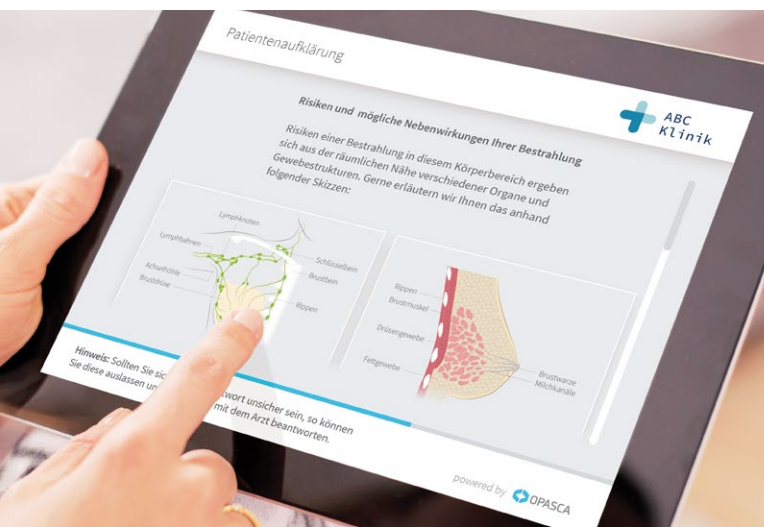 Patientenaufklärung
ABC
Klinik
Risiken und mögliche Nebenwirkungen Ihrer Bestrahlung
Risiken einer Bestrahlung in diesem Körperbereich ergeben
sich aus der räumlichen Nähe verschiedener Organe und
Gewebestrukturen. Gerne erläutern wir Ihnen das anhand
folgender Skizzen:
Lymphknoten
Lymphbahnen
Achselhöhle
Brustdrüse
Schlüsselbein
Brustbein
Rippen
Rippen
Brustmuskel
Drüsengewebe
Fettgewebe
Brustwarze
Milchkanäle
Hinweis: Sollten Sie sic wort unsicher sein, so können
Sie diese auslassen un mit dem Arzt beantworten.
powered by OPASCA